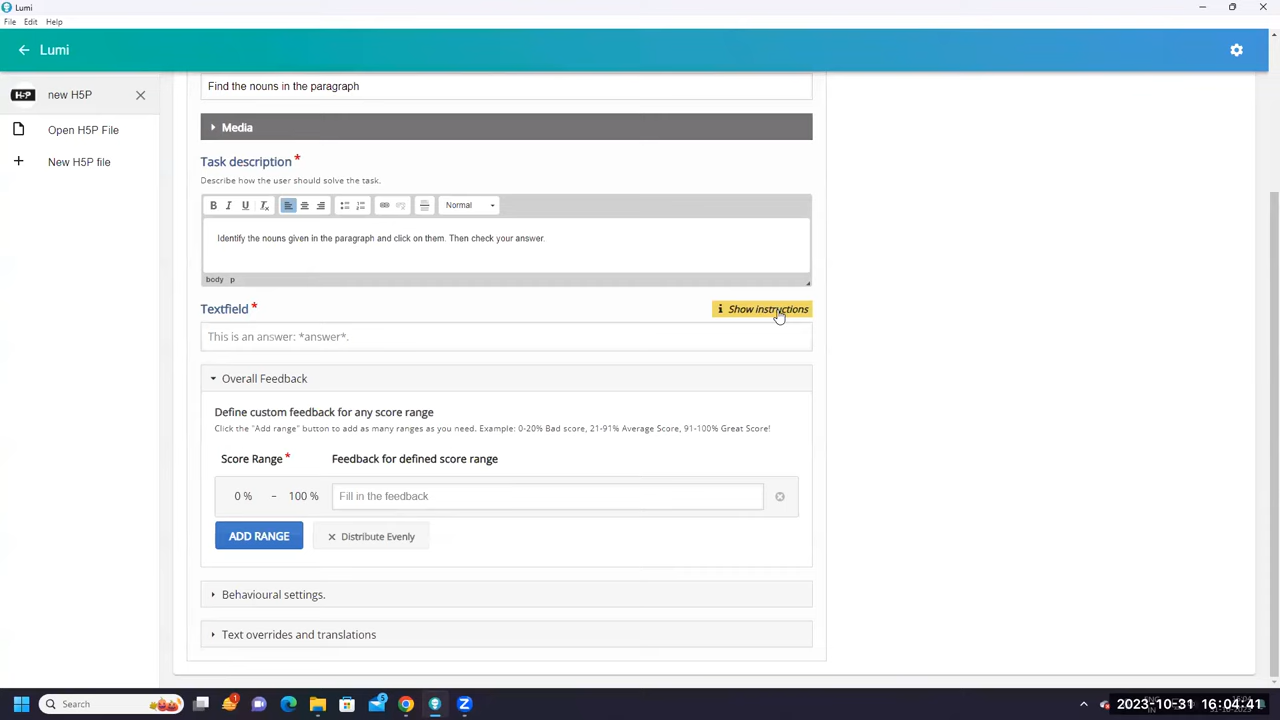 Lumi
File Edit Help
Lumi
H-P new H5P
Find the nouns in the paragraph
Open H5P File
Media
New H5P file
Task description *
Describe how the user should solve the task.
B I U Normal
Identify the nouns given in the paragraph and click on them. Then check your answer.
body p
Textfield *
Show instructions
This is an answer: *answer*.
Overall Feedback
Define custom feedback for any score range
Click the "Add range" button to add as many ranges as you need. Example: 0-20% Bad score, 21-91% Average Score, 91-100% Great Score!
Score Range * Feedback for defined score range
0 % – 100 % Fill in the feedback
ADD RANGE Distribute Evenly
Behavioural settings.
Text overrides and translations
Search
2023-10-31 16:04:41